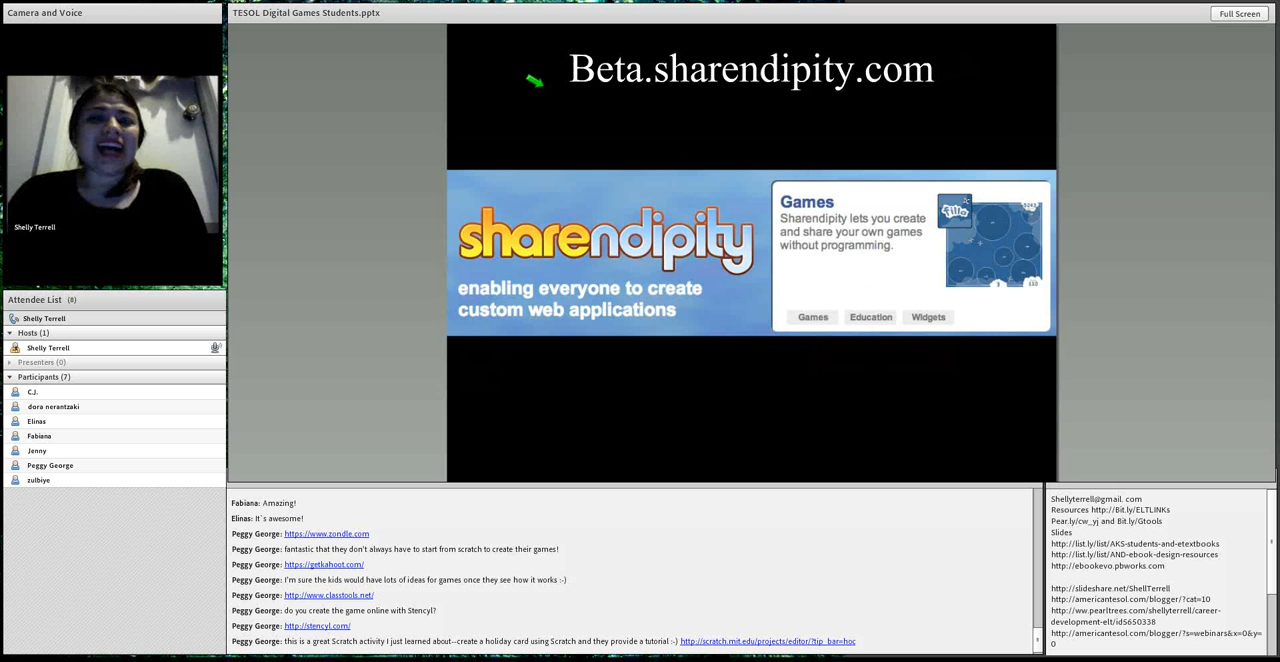 Camera and Voice
Shelly Terrell
Attendee List (8)
Shelly Terrell
Hosts (1)
Shelly Terrell
Presenters (0)
Participants (7)
C.J.
dora nerantzaki
Elinas
Fabiana
Jenny
Peggy George
zulbiye
TESOL Digital Games Students.pptx
Full Screen
Beta.sharendipity.com
sharendipity
enabling everyone to create
custom web applications
Games
Sharendipity lets you create
and share your own games
without programming.
Games Education Widgets
Fabiana: Amazing!
Elinas: It`s awesome!
Peggy George: https://www.zondle.com
Peggy George: fantastic that they don't always have to start from scratch to create their games!
Peggy George: https://getkahoot.com/
Peggy George: I'm sure the kids would have lots of ideas for games once they see how it works :-)
Peggy George: http://www.classtools.net/
Peggy George: do you create the game online with Stencyl?
Peggy George: http://stencyl.com/
Peggy George: this is a great Scratch activity I just learned about--create a holiday card using Scratch and they provide a tutorial :-) http://scratch.mit.edu/projects/editor/?tip_bar=hoc
Shellyterrell@gmail. com
Resources http://Bit.ly/ELTLINKs
Pear.ly/cw_yj and Bit.ly/Gtools
Slides
http://list.ly/list/AKS-students-and-etextbooks
http://list.ly/list/AND-ebook-design-resources
http://ebookevo.pbworks.com
http://slideshare.net/ShellTerrell
http://americantesol.com/blogger/?cat=10
http://ww.pearltrees.com/shellyterrell/career-
development-elt/id5650338
http://americantesol.com/blogger/?s=webinars&x=0&y=
0